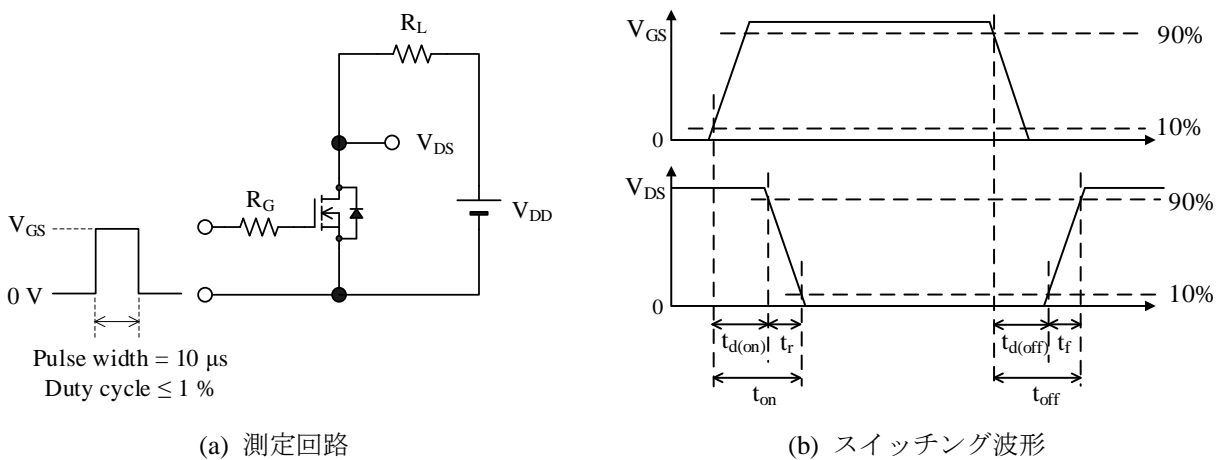 R_L
V_DS
R_G
V_DD
V_GS
0 V
Pulse width = 10 μs
Duty cycle ≤ 1 %
(a) 測定回路
V_GS
90%
10%
0
V_DS
90%
10%
0
t_d(on) t_r t_d(off) t_f
t_on t_off
(b) スイッチング波形